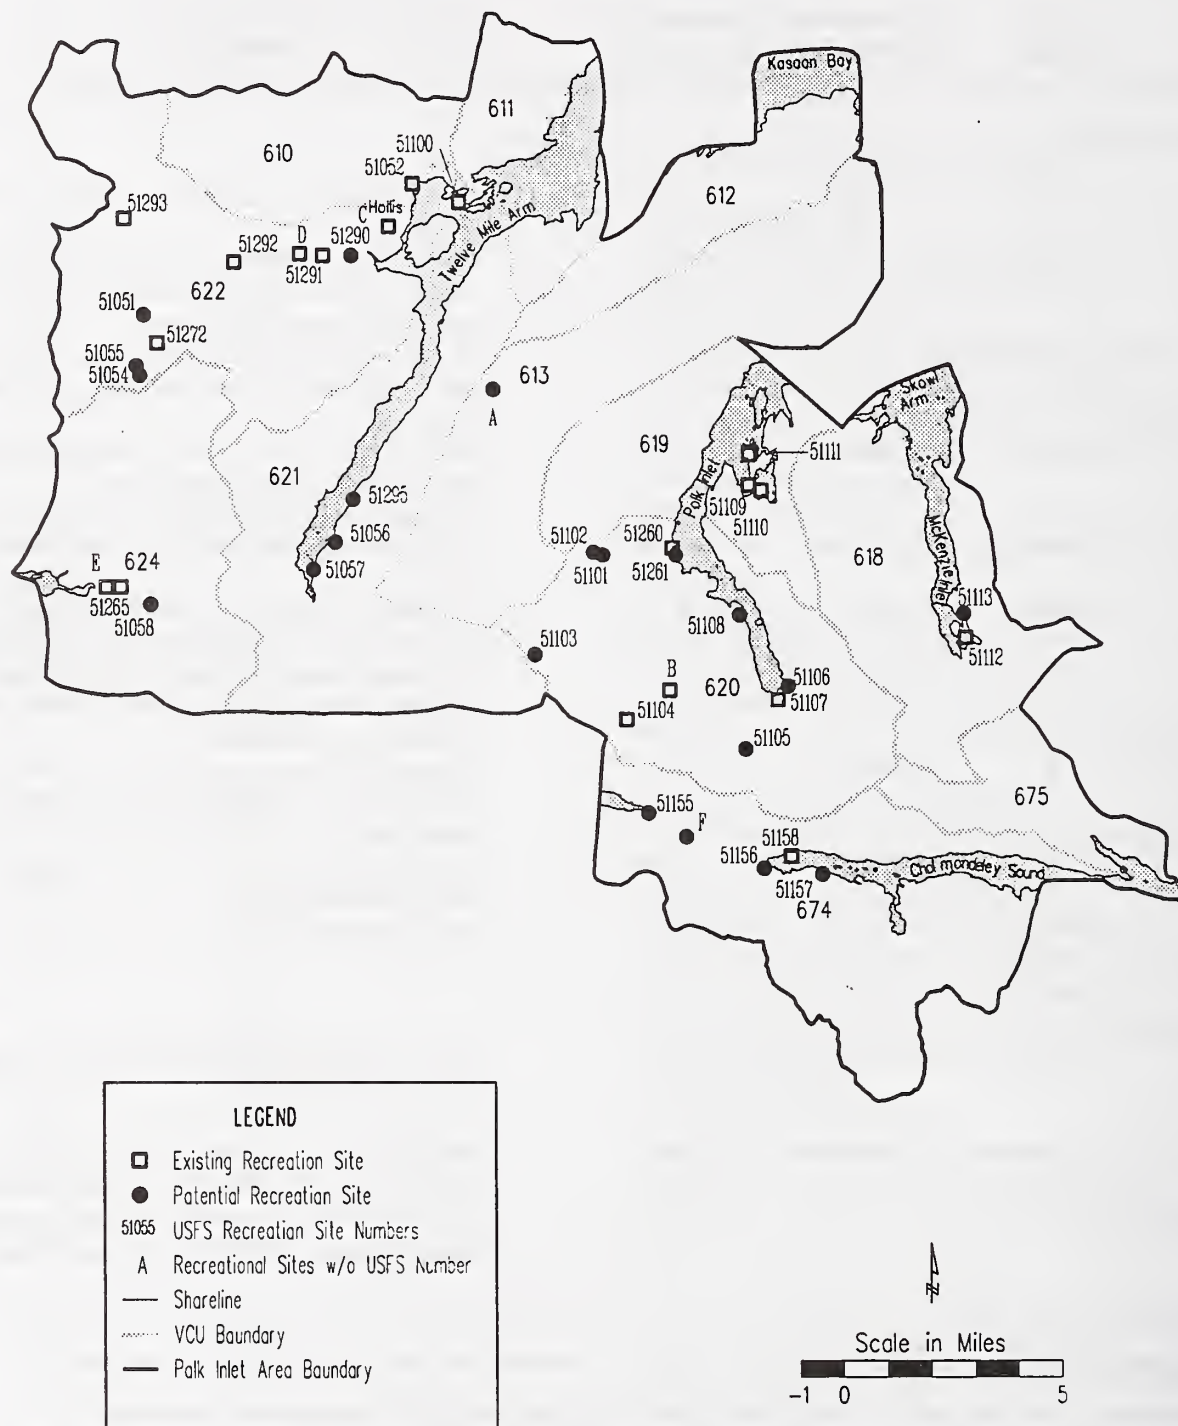 Kasaan Bay
611
51100
610
51052
612
51293
Hollis
C
D
51290
51292
51291
Twelve Mile Arm
622
51051
51272
51055
51054
613
A
Skowl
Arm
619
51111
621
Polk Inlet
51295
51109
51110
51102
51260
51056
618
McKenzie Inlet
E
624
51101
51261
51057
51265
51058
51113
51108
51112
51103
B
51106
620
51107
51104
51105
675
51155
F
51158
51156
Cholmondeley Sound
51157
674
LEGEND
Existing Recreation Site
Potential Recreation Site
51055 USFS Recreation Site Numbers
A Recreational Sites w/o USFS Number
Shoreline
VCU Boundary
Polk Inlet Area Boundary
N
Scale in Miles
-1 0 5